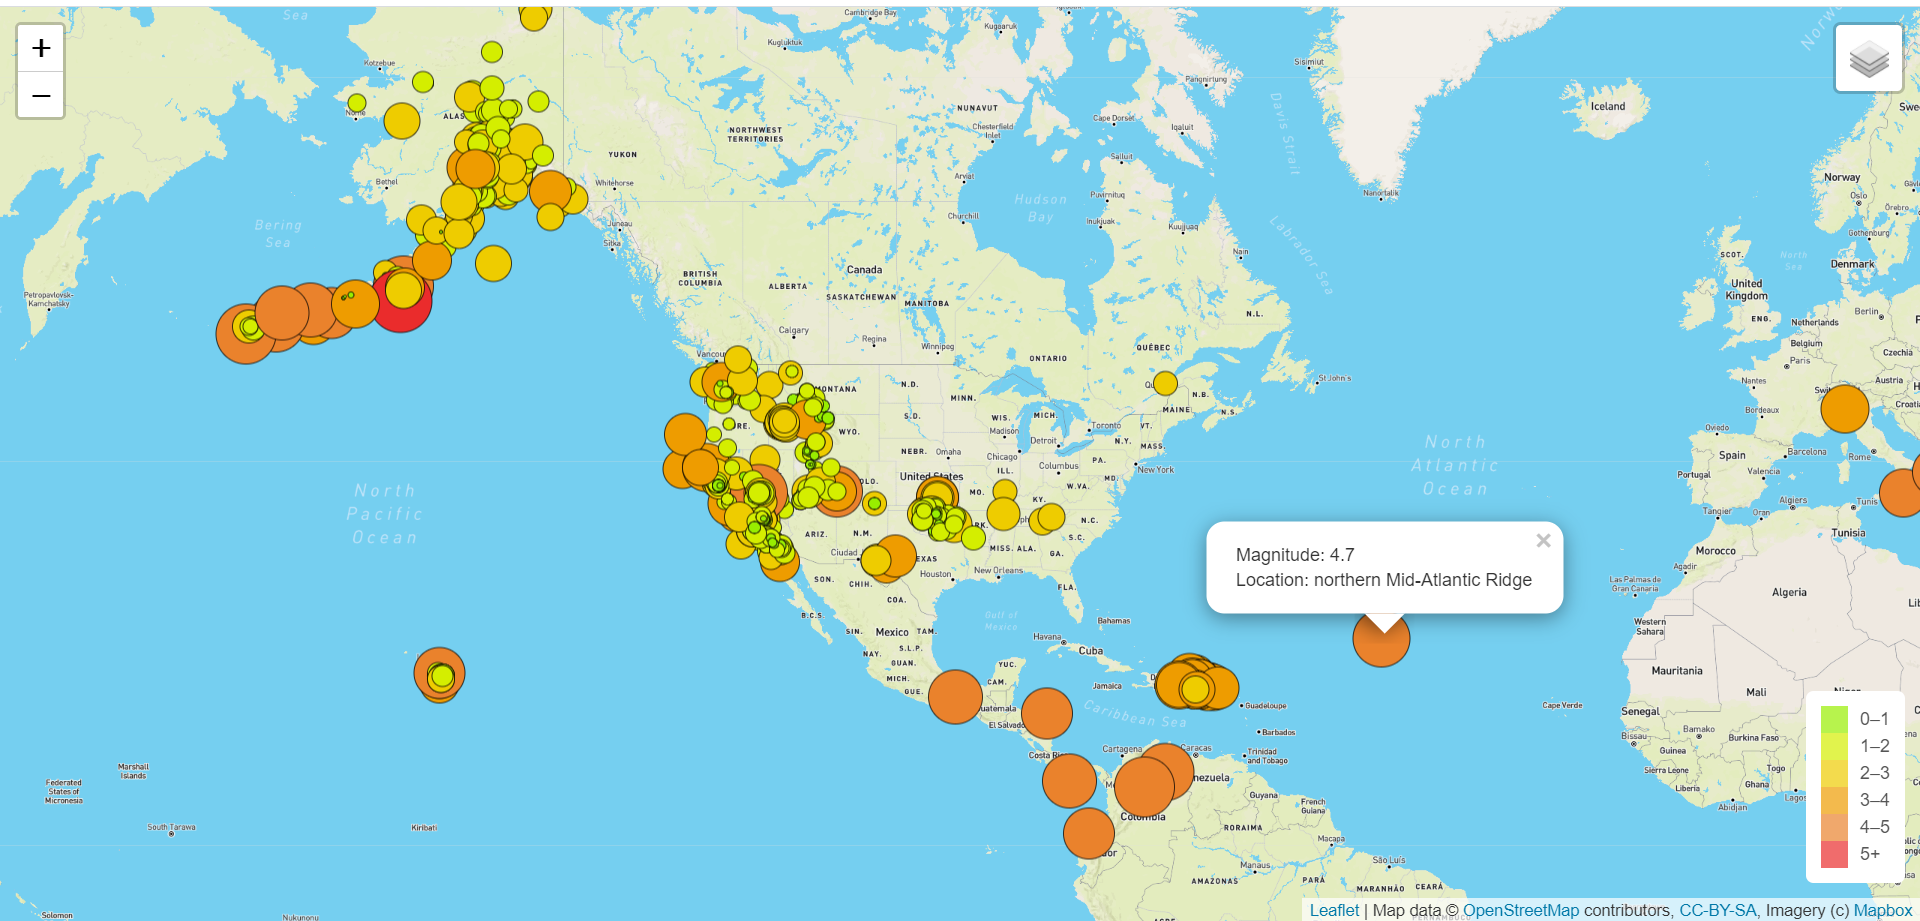 +
−
Sea
Cambridge Bay
Kugaaruk
Kugluktuk
Kotzebue
Nome
ALAS
Bethel
Bering
Sea
Petropavlovsk-
Kamchatsky
YUKON
Whitehorse
Juneau
Sitka
NORTHWEST
TERRITORIES
NUNAVUT
Chesterfield
Inlet
Arviat
Churchill
Hudson
Bay
Cape Dorset
Salluit
Puvirnituq
Inukjuak
Kuujjuaq
Iqaluit
Pangnirtung
Davis Strait
Labrador Sea
Sisimiut
Nanortalik
Nain
Iceland
Norway
Oslo
Örebro
Gothenburg
North
Sea
Denmark
SCOT.
United
Kingdom
ENG.
Netherlands
Belgium
Berlin
Paris
Czechia
Austria
Nantes
Bordeaux
Croatia
Oviedo
Spain
Barcelona
Rome
Portugal
Valencia
Algiers
Tunis
Tangier
Oran
Tunisia
Morocco
Agadir
Las Palmas de
Gran Canaria
Algeria
Western
Sahara
Mauritania
Mali
Niger
Cape Verde
Senegal
Bissau
Bamako
Burkina Faso
Guinea
Sierra Leone
Togo
Liberia
Ghana
Abidjan
Lagos
BRITISH
COLUMBIA
ALBERTA
Canada
SASKATCHEWAN
MANITOBA
Calgary
Regina
Winnipeg
ONTARIO
QUÉBEC
N.L.
St John's
N.B.
N.S.
MAINE
Vancouv
MONTANA
N.D.
S.D.
MINN.
WIS.
MICH.
Madison
Detroit
Toronto
VT.
N.Y.
MASS.
New York
RE.
WYO.
NEBR.
Omaha
Chicago
ILL.
Columbus
PA.
MD.
W.VA.
United States
OLO.
MO.
KY.
N.C.
S.C.
ARIZ.
N.M.
RK.
MISS.
ALA.
GA.
Ciudad J
EXAS
Houston
New Orleans
FLA.
SON.
CHIH.
COA.
B.C.S.
SIN.
Mexico
TAM.
NAY.
S.L.P.
GUAN.
MICH.
GUE.
YUC.
CAM.
Gulf of
Mexico
Havana
Cuba
Bahamas
Jamaica
Guadeloupe
Caribbean Sea
Barbados
uatemala
El Salvado
Costa Ri
Cartagena
Caracas
Trinidad
and Tobago
nezuela
Guyana
French
Guiana
Colombia
RORAIMA
Macapa
Manaus
AMAZONAS
PARÁ
São Luís
MARANHÃO
CEARÁ
North
Pacific
Ocean
North
Atlantic
Ocean
Magnitude: 4.7
Location: northern Mid-Atlantic Ridge
×
Marshall
Islands
Federated
States of
Micronesia
South Tarawa
Kiribati
Solomon
Nukunonu
0–1
1–2
2–3
3–4
4–5
5+
Leaflet | Map data © OpenStreetMap contributors, CC-BY-SA, Imagery (c) Mapbox